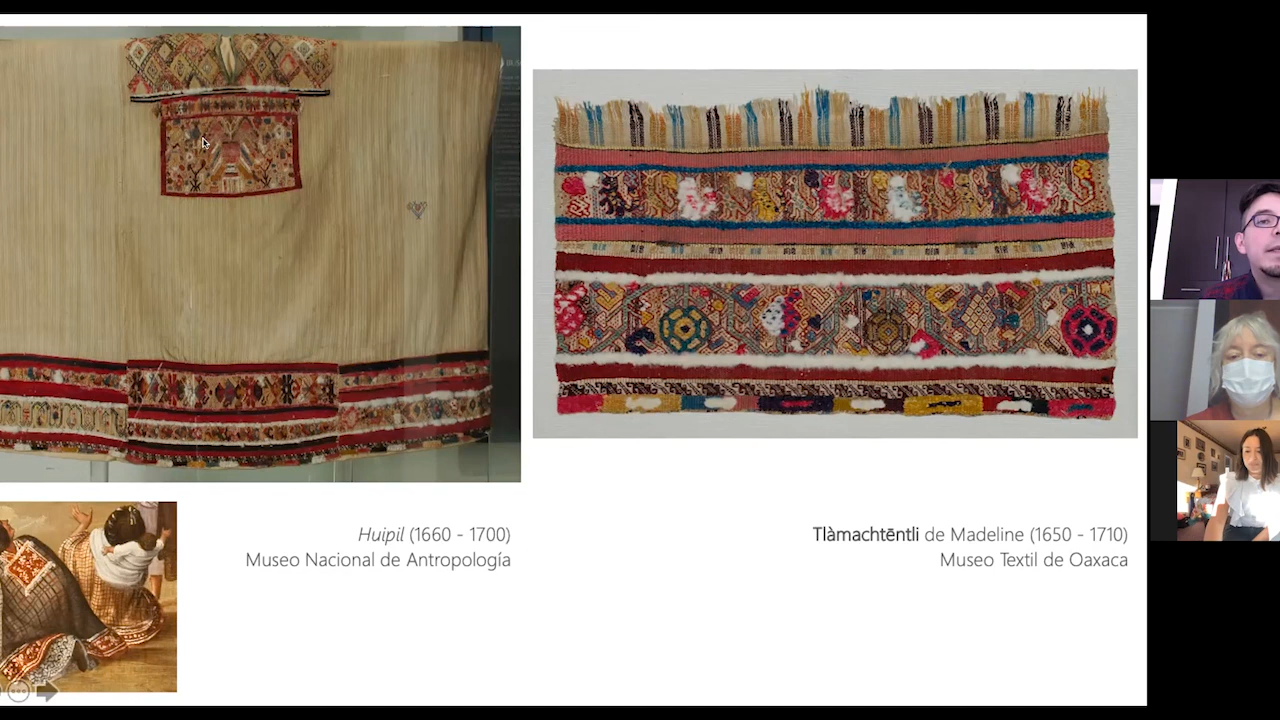 Huipil (1660 - 1700)
Museo Nacional de Antropología
Tlàmachtēntli de Madeline (1650 - 1710)
Museo Textil de Oaxaca